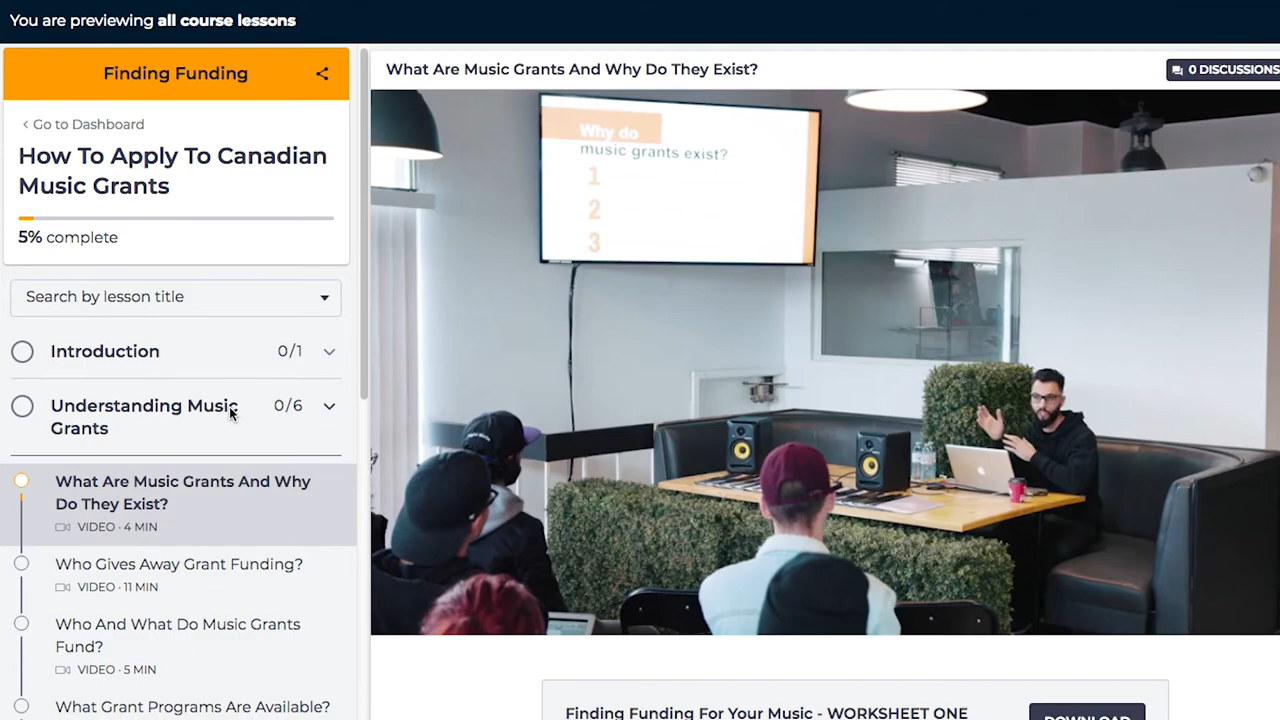 You are previewing all course lessons
Finding Funding
Go to Dashboard
How To Apply To Canadian
Music Grants
5% complete
Search by lesson title
Introduction 0/1
Understanding Music 0/6
Grants
What Are Music Grants And Why
Do They Exist?
VIDEO · 4 MIN
Who Gives Away Grant Funding?
VIDEO · 11 MIN
Who And What Do Music Grants
Fund?
VIDEO · 5 MIN
What Grant Programs Are Available?
What Are Music Grants And Why Do They Exist?
0 DISCUSSIONS
Why do
music grants exist?
1
2
3
Finding Funding For Your Music - WORKSHEET ONE
DOWNLOAD